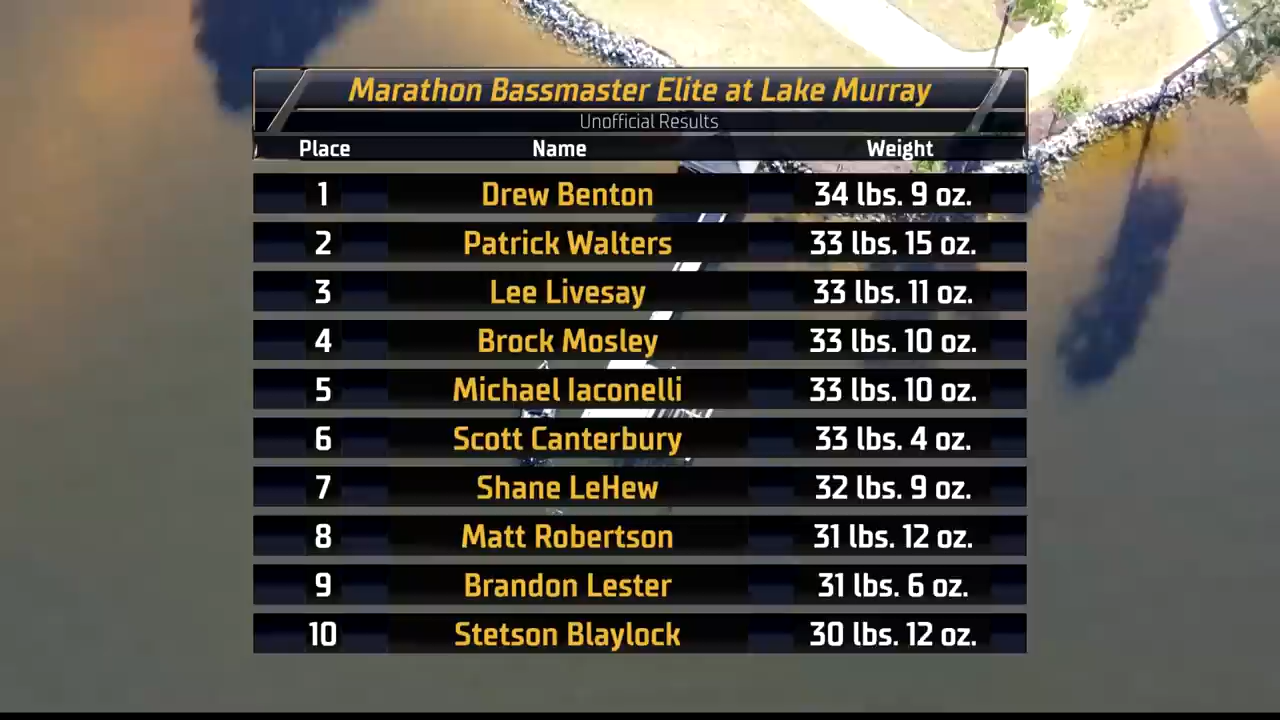 Marathon Bassmaster Elite at Lake Murray
Unofficial Results
Place Name Weight
1 Drew Benton 34 lbs. 9 oz.
2 Patrick Walters 33 lbs. 15 oz.
3 Lee Livesay 33 lbs. 11 oz.
4 Brock Mosley 33 lbs. 10 oz.
5 Michael Iaconelli 33 lbs. 10 oz.
6 Scott Canterbury 33 lbs. 4 oz.
7 Shane LeHew 32 lbs. 9 oz.
8 Matt Robertson 31 lbs. 12 oz.
9 Brandon Lester 31 lbs. 6 oz.
10 Stetson Blaylock 30 lbs. 12 oz.